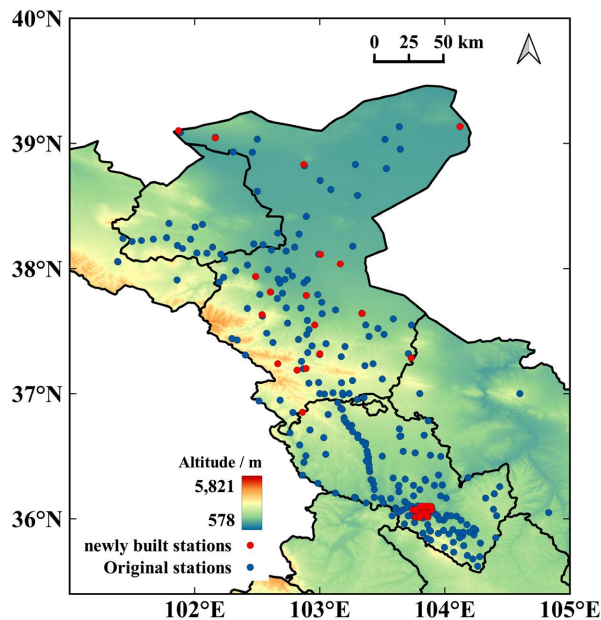 40°N
0 25 50 km
39°N
38°N
37°N
Altitude / m
5,821
578
36°N
newly built stations
Original stations
35°N
102°E 103°E 104°E 105°E